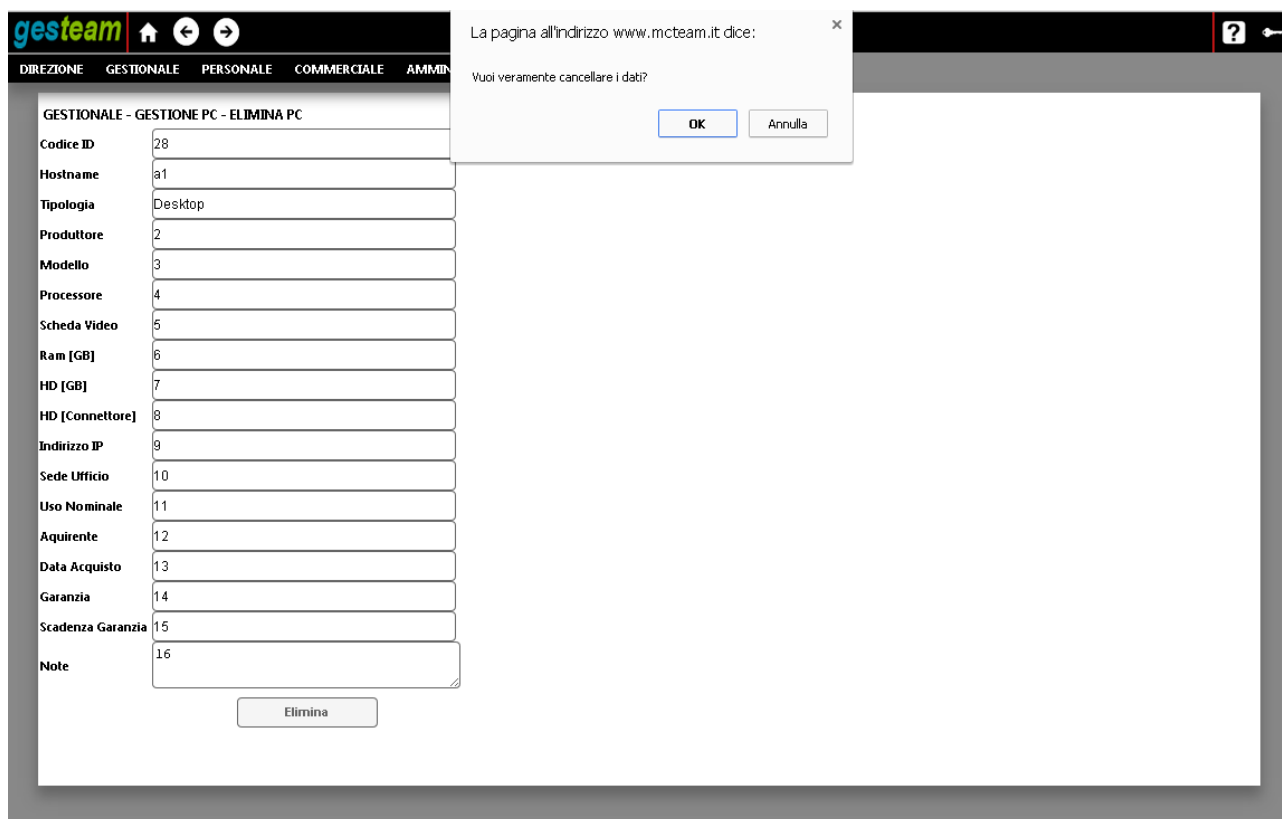 gesteam
La pagina all'indirizzo www.mcteam.it dice:
Vuoi veramente cancellare i dati?
OK Annulla
DIREZIONE GESTIONALE PERSONALE COMMERCIALE AMMIN
GESTIONALE - GESTIONE PC - ELIMINA PC
Codice ID 28
Hostname a1
Tipologia Desktop
Produttore 2
Modello 3
Processore 4
Scheda Video 5
Ram [GB] 6
HD [GB] 7
HD [Connettore] 8
Indirizzo IP 9
Sede Ufficio 10
Uso Nominale 11
Aquirente 12
Data Acquisto 13
Garanzia 14
Scadenza Garanzia 15
Note 16
Elimina